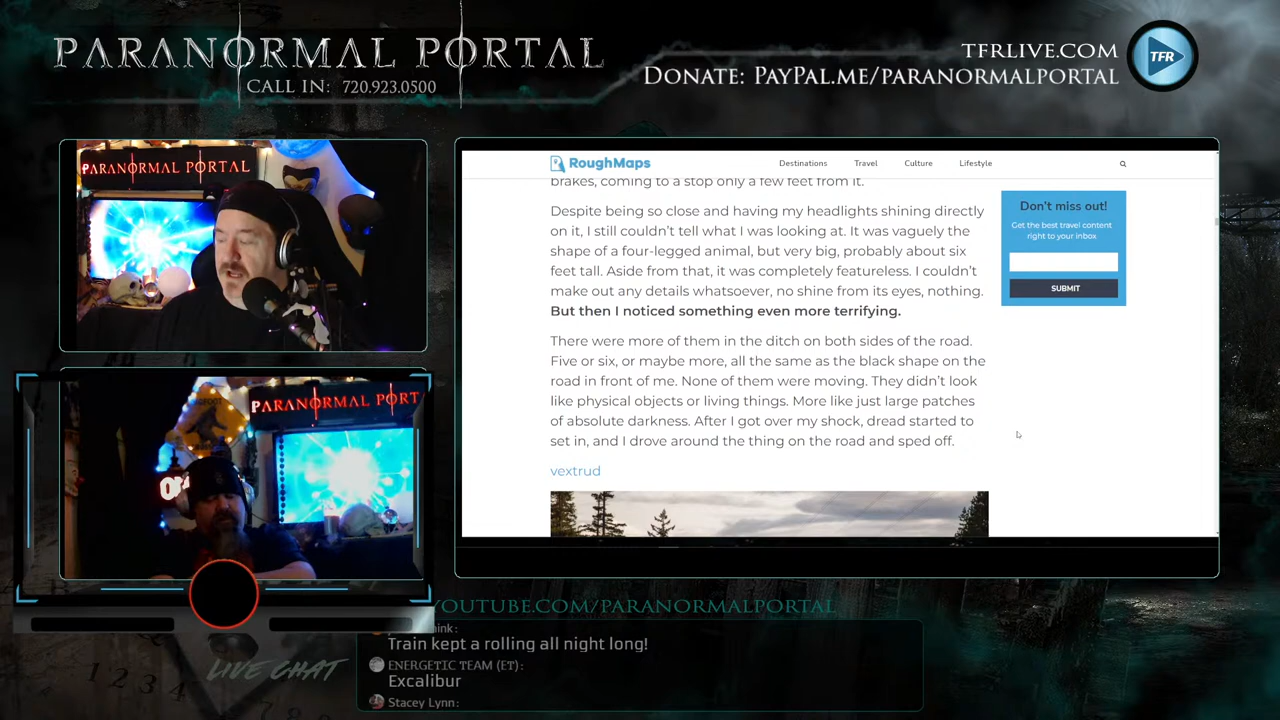 PARANORMAL PORTAL
CALL IN: 720.923.0500
TFRLIVE.COM
DONATE: PAYPAL.ME/PARANORMALPORTAL
TFR
PARANORMAL PORTAL
PARANORMAL PORT
RoughMaps
Destinations
Travel
Culture
Lifestyle
brakes, coming to a stop only a few feet from it.
Despite being so close and having my headlights shining directly
on it, I still couldn't tell what I was looking at. It was vaguely the
shape of a four-legged animal, but very big, probably about six
feet tall. Aside from that, it was completely featureless. I couldn't
make out any details whatsoever, no shine from its eyes, nothing.
But then I noticed something even more terrifying.
There were more of them in the ditch on both sides of the road.
Five or six, or maybe more, all the same as the black shape on the
road in front of me. None of them were moving. They didn't look
like physical objects or living things. More like just large patches
of absolute darkness. After I got over my shock, dread started to
set in, and I drove around the thing on the road and sped off.
vextrud
Don't miss out!
Get the best travel content
right to your inbox
SUBMIT
YOUTUBE.COM/PARANORMALPORTAL
LIVE CHAT
1 2 3 4
Train kept a rolling all night long!
ENERGETIC TEAM (ET):
Excalibur
Stacey Lynn: